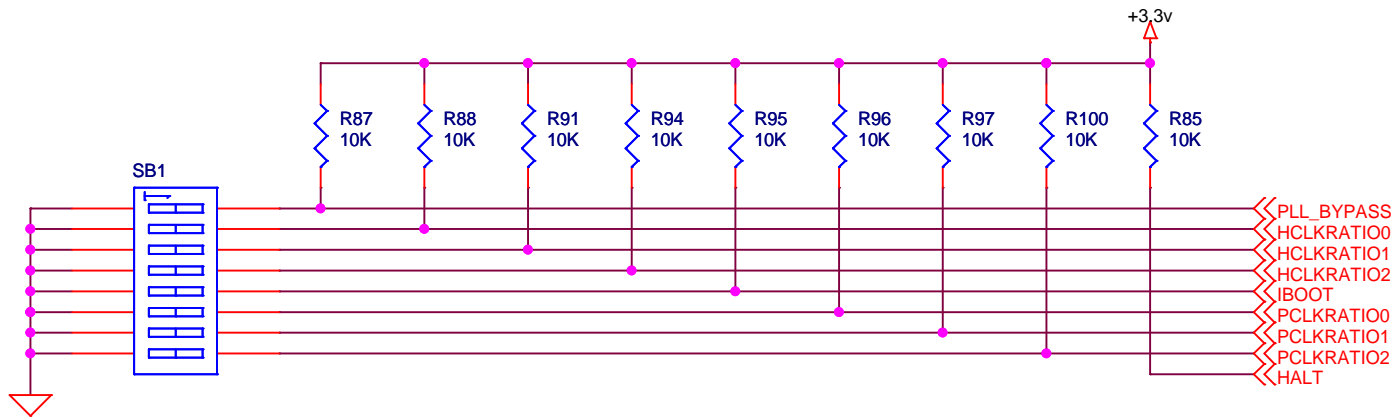 +3.3v
R87
10K
R88
10K
R91
10K
R94
10K
R95
10K
R96
10K
R97
10K
R100
10K
R85
10K
SB1
PLL_BYPASS
HCLKRATIO0
HCLKRATIO1
HCLKRATIO2
IBOOT
PCLKRATIO0
PCLKRATIO1
PCLKRATIO2
HALT